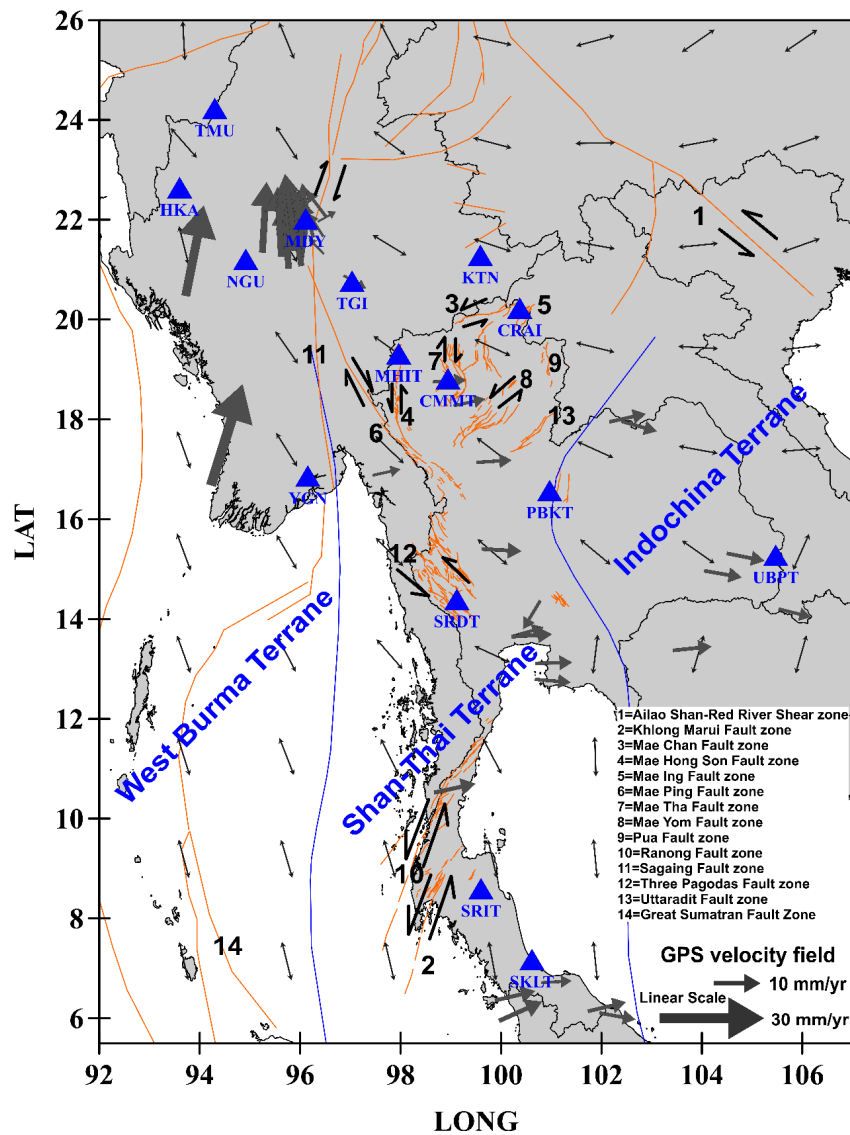 26
24
22
20
18
16
14
12
10
8
6
LAT
92
94
96
98
100
102
104
106
LONG
TMU
HKA
MDY
NGU
TGI
KTN
1
3
CRAI
5
11
MHIT
7
CMMT
8
9
4
6
13
YGN
PBKT
12
SRDT
UBPT
West Burma Terrane
Shan-Thai Terrane
Indochina Terrane
10
SRIT
14
2
SKLT
1=Ailao Shan-Red River Shear zone
2=Khlong Marui Fault zone
3=Mae Chan Fault zone
4=Mae Hong Son Fault zone
5=Mae Ing Fault zone
6=Mae Ping Fault zone
7=Mae Tha Fault zone
8=Mae Yom Fault zone
9=Pua Fault zone
10=Ranong Fault zone
11=Sagaing Fault zone
12=Three Pagodas Fault zone
13=Uttaradit Fault zone
14=Great Sumatran Fault Zone
GPS velocity field
10 mm/yr
Linear Scale
30 mm/yr